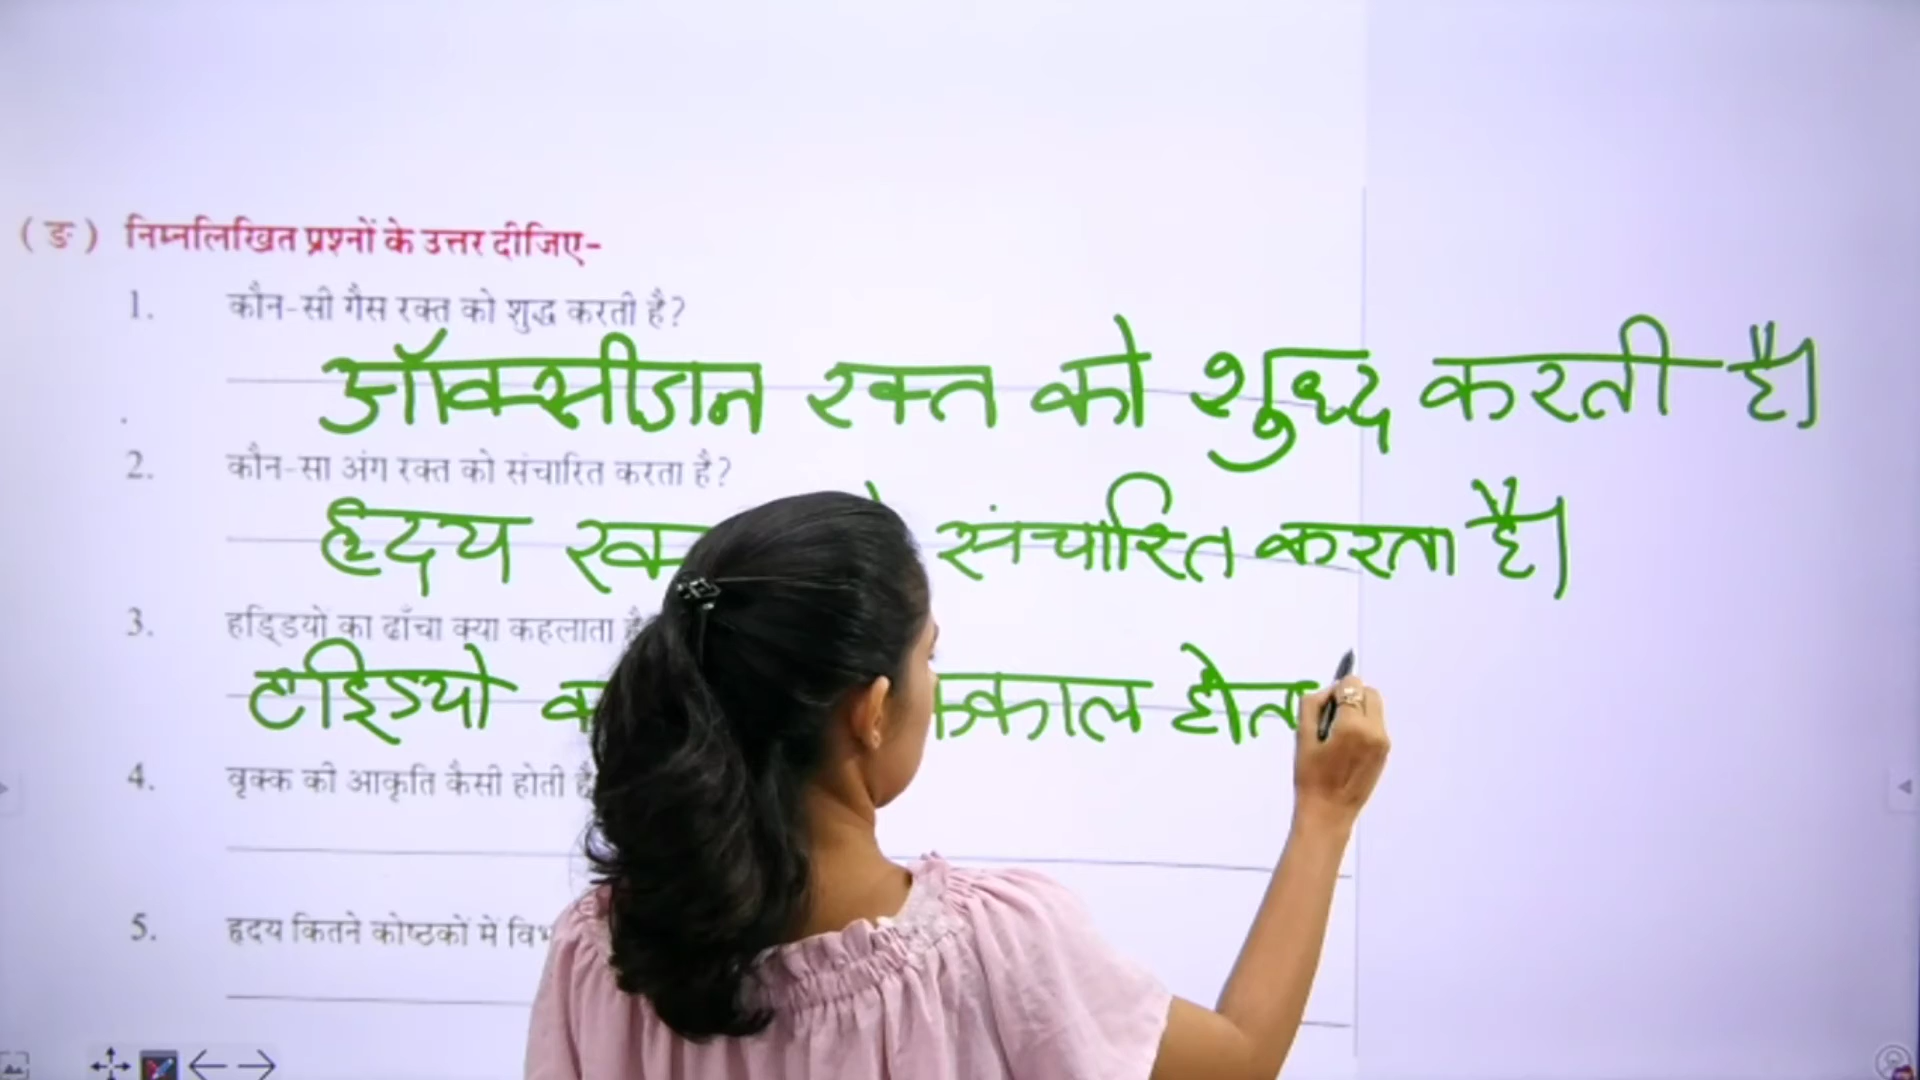 ( ङ ) निम्नलिखित प्रश्नों के उत्तर दीजिए-
1. कौन-सी गैस रक्त को शुद्ध करती है?
ऑक्सीजन रक्त को शुद्ध करती है।
2. कौन-सा अंग रक्त को संचारित करता है?
हृदय संचारित करता है।
3. हड्डियों का ढाँचा क्या कहलाता
होता
4. वृक्क की आकृति कैसी होती
5. हृदय कितने कोष्ठकों में